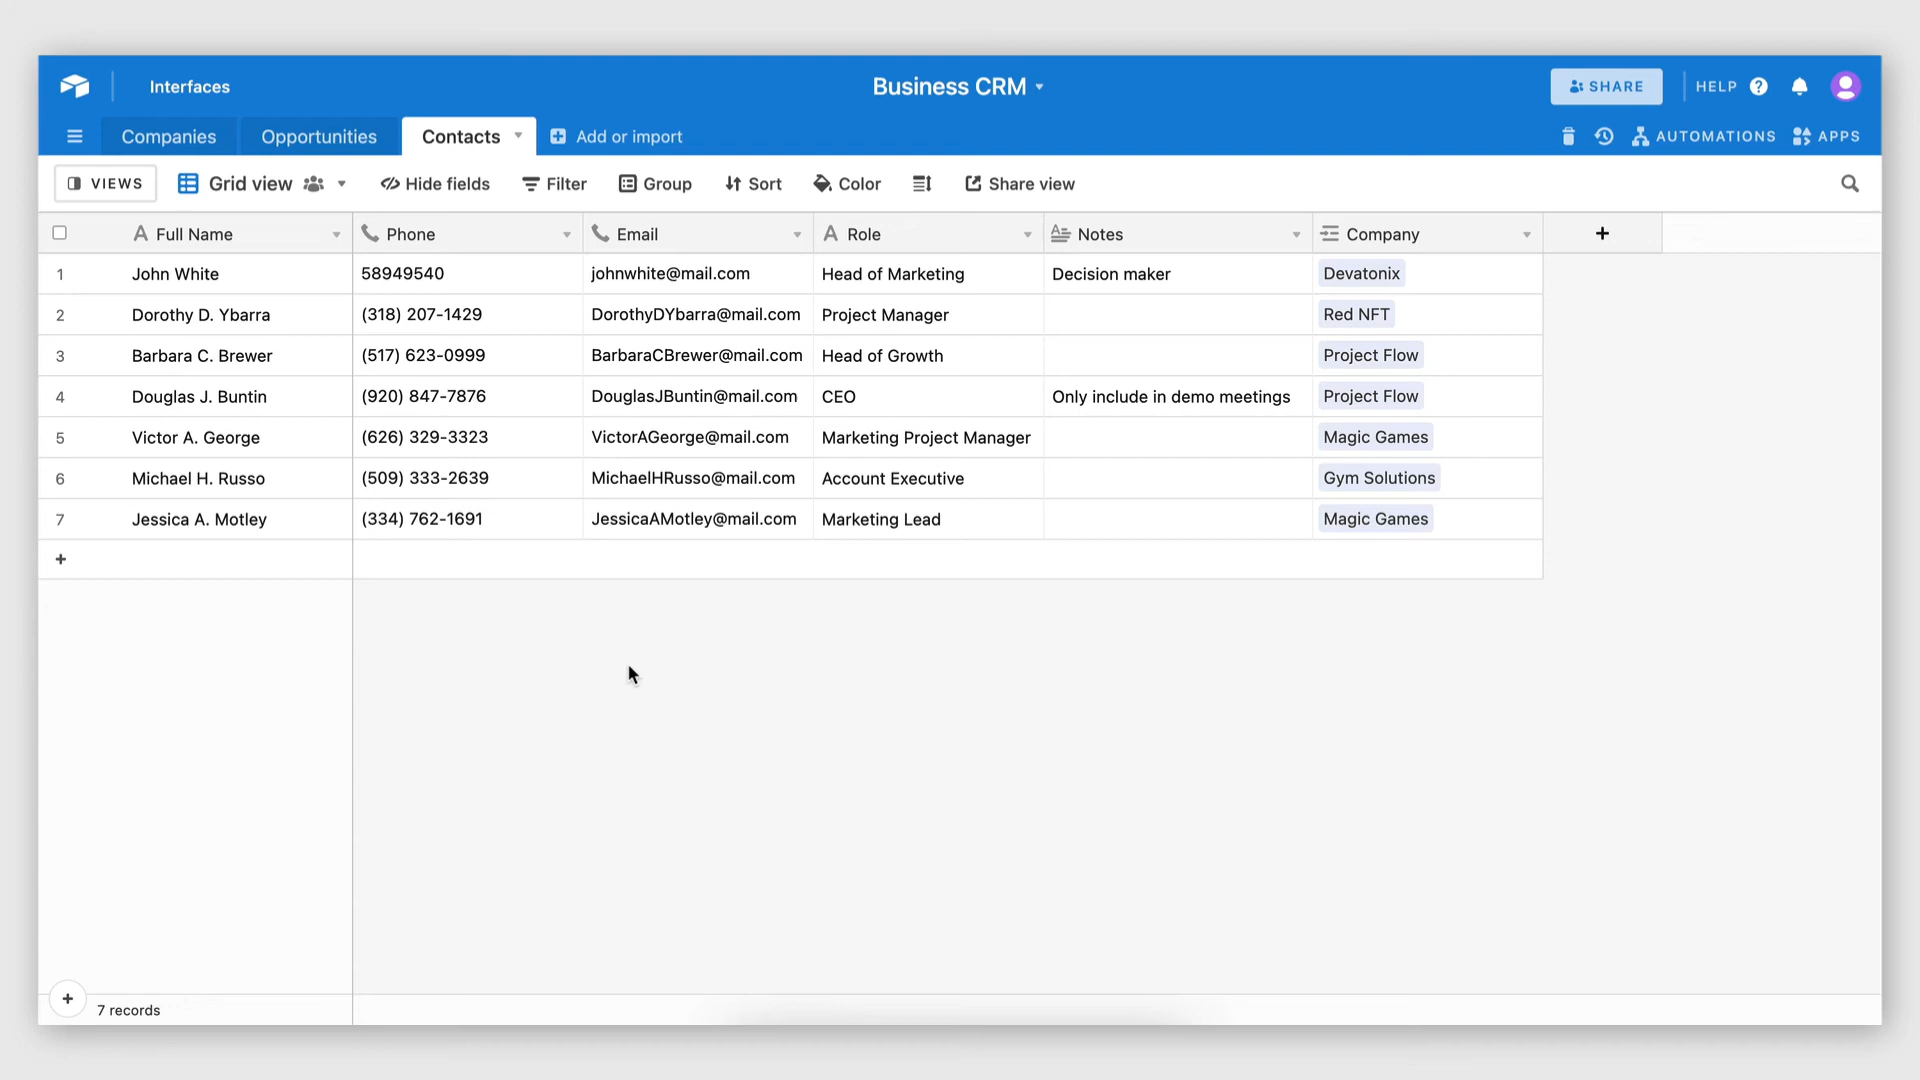 Interfaces
Business CRM
SHARE
HELP
Companies
Opportunities
Contacts
Add or import
AUTOMATIONS
APPS
VIEWS
Grid view
Hide fields
Filter
Group
Sort
Color
Share view
Full Name Phone Email Role Notes Company
1 John White 58949540 johnwhite@mail.com Head of Marketing Decision maker Devatonix
2 Dorothy D. Ybarra (318) 207-1429 DorothyDYbarra@mail.com Project Manager Red NFT
3 Barbara C. Brewer (517) 623-0999 BarbaraCBrewer@mail.com Head of Growth Project Flow
4 Douglas J. Buntin (920) 847-7876 DouglasJBuntin@mail.com CEO Only include in demo meetings Project Flow
5 Victor A. George (626) 329-3323 VictorAGeorge@mail.com Marketing Project Manager Magic Games
6 Michael H. Russo (509) 333-2639 MichaelHRusso@mail.com Account Executive Gym Solutions
7 Jessica A. Motley (334) 762-1691 JessicaAMotley@mail.com Marketing Lead Magic Games
7 records